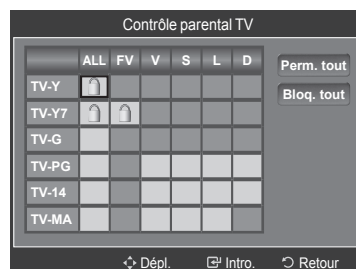 Contrôle parental TV
ALL FV V S L D
Perm. tout
TV-Y
Bloq. tout
TV-Y7
TV-G
TV-PG
TV-14
TV-MA
Dépl. Intro. Retour